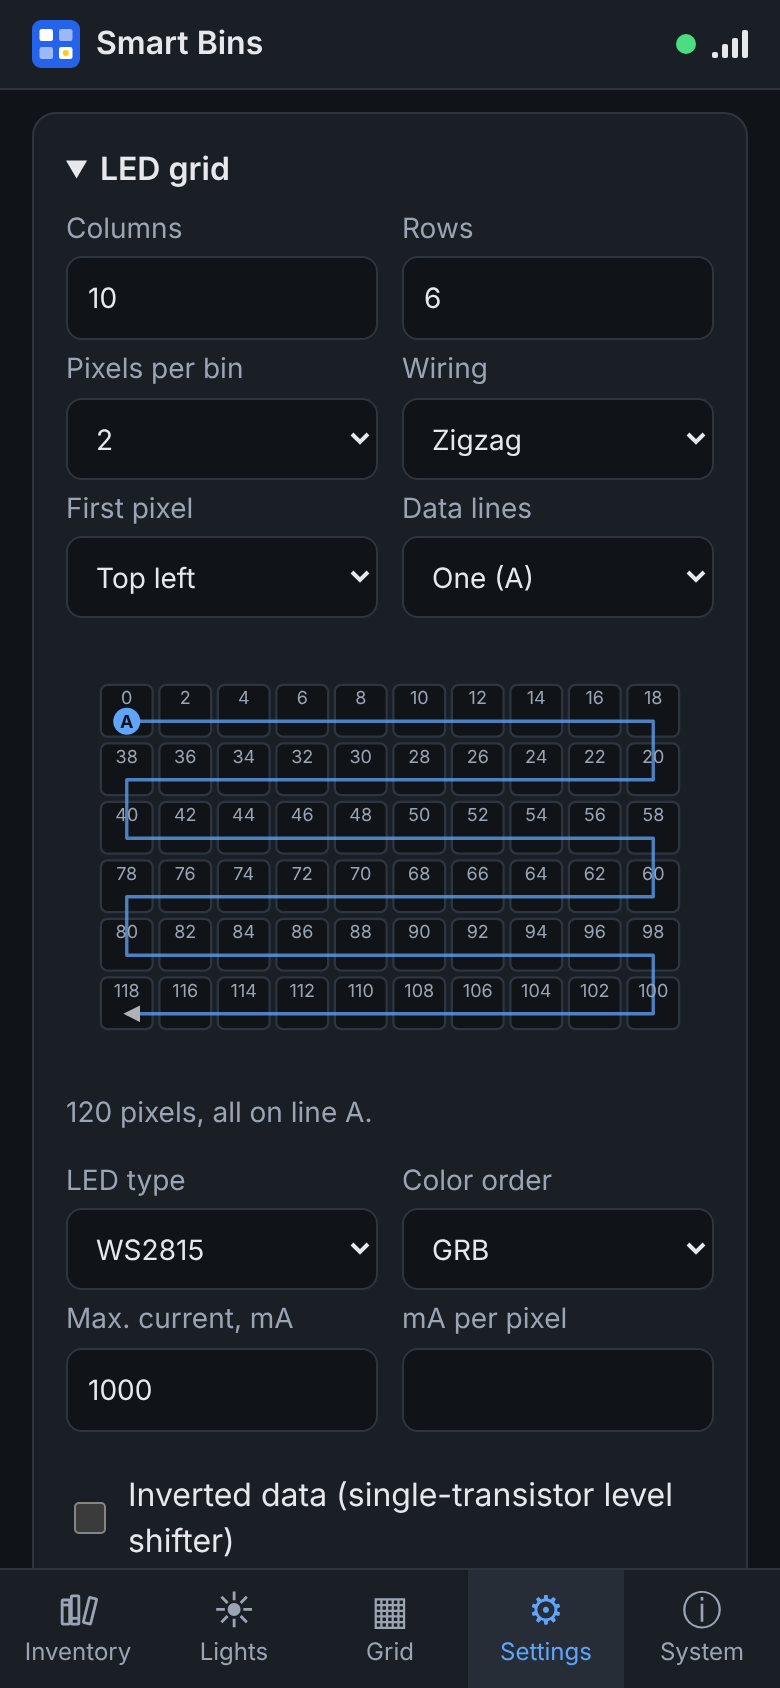 Smart Bins
▼ LED grid
Columns Rows
10 6
Pixels per bin Wiring
2 Zigzag
First pixel Data lines
Top left One (A)
0 2 4 6 8 10 12 14 16 18
A
38 36 34 32 30 28 26 24 22 20
40 42 44 46 48 50 52 54 56 58
78 76 74 72 70 68 66 64 62 60
80 82 84 86 88 90 92 94 96 98
118 116 114 112 110 108 106 104 102 100
120 pixels, all on line A.
LED type Color order
WS2815 GRB
Max. current, mA mA per pixel
1000
Inverted data (single-transistor level
shifter)
Inventory Lights Grid Settings System